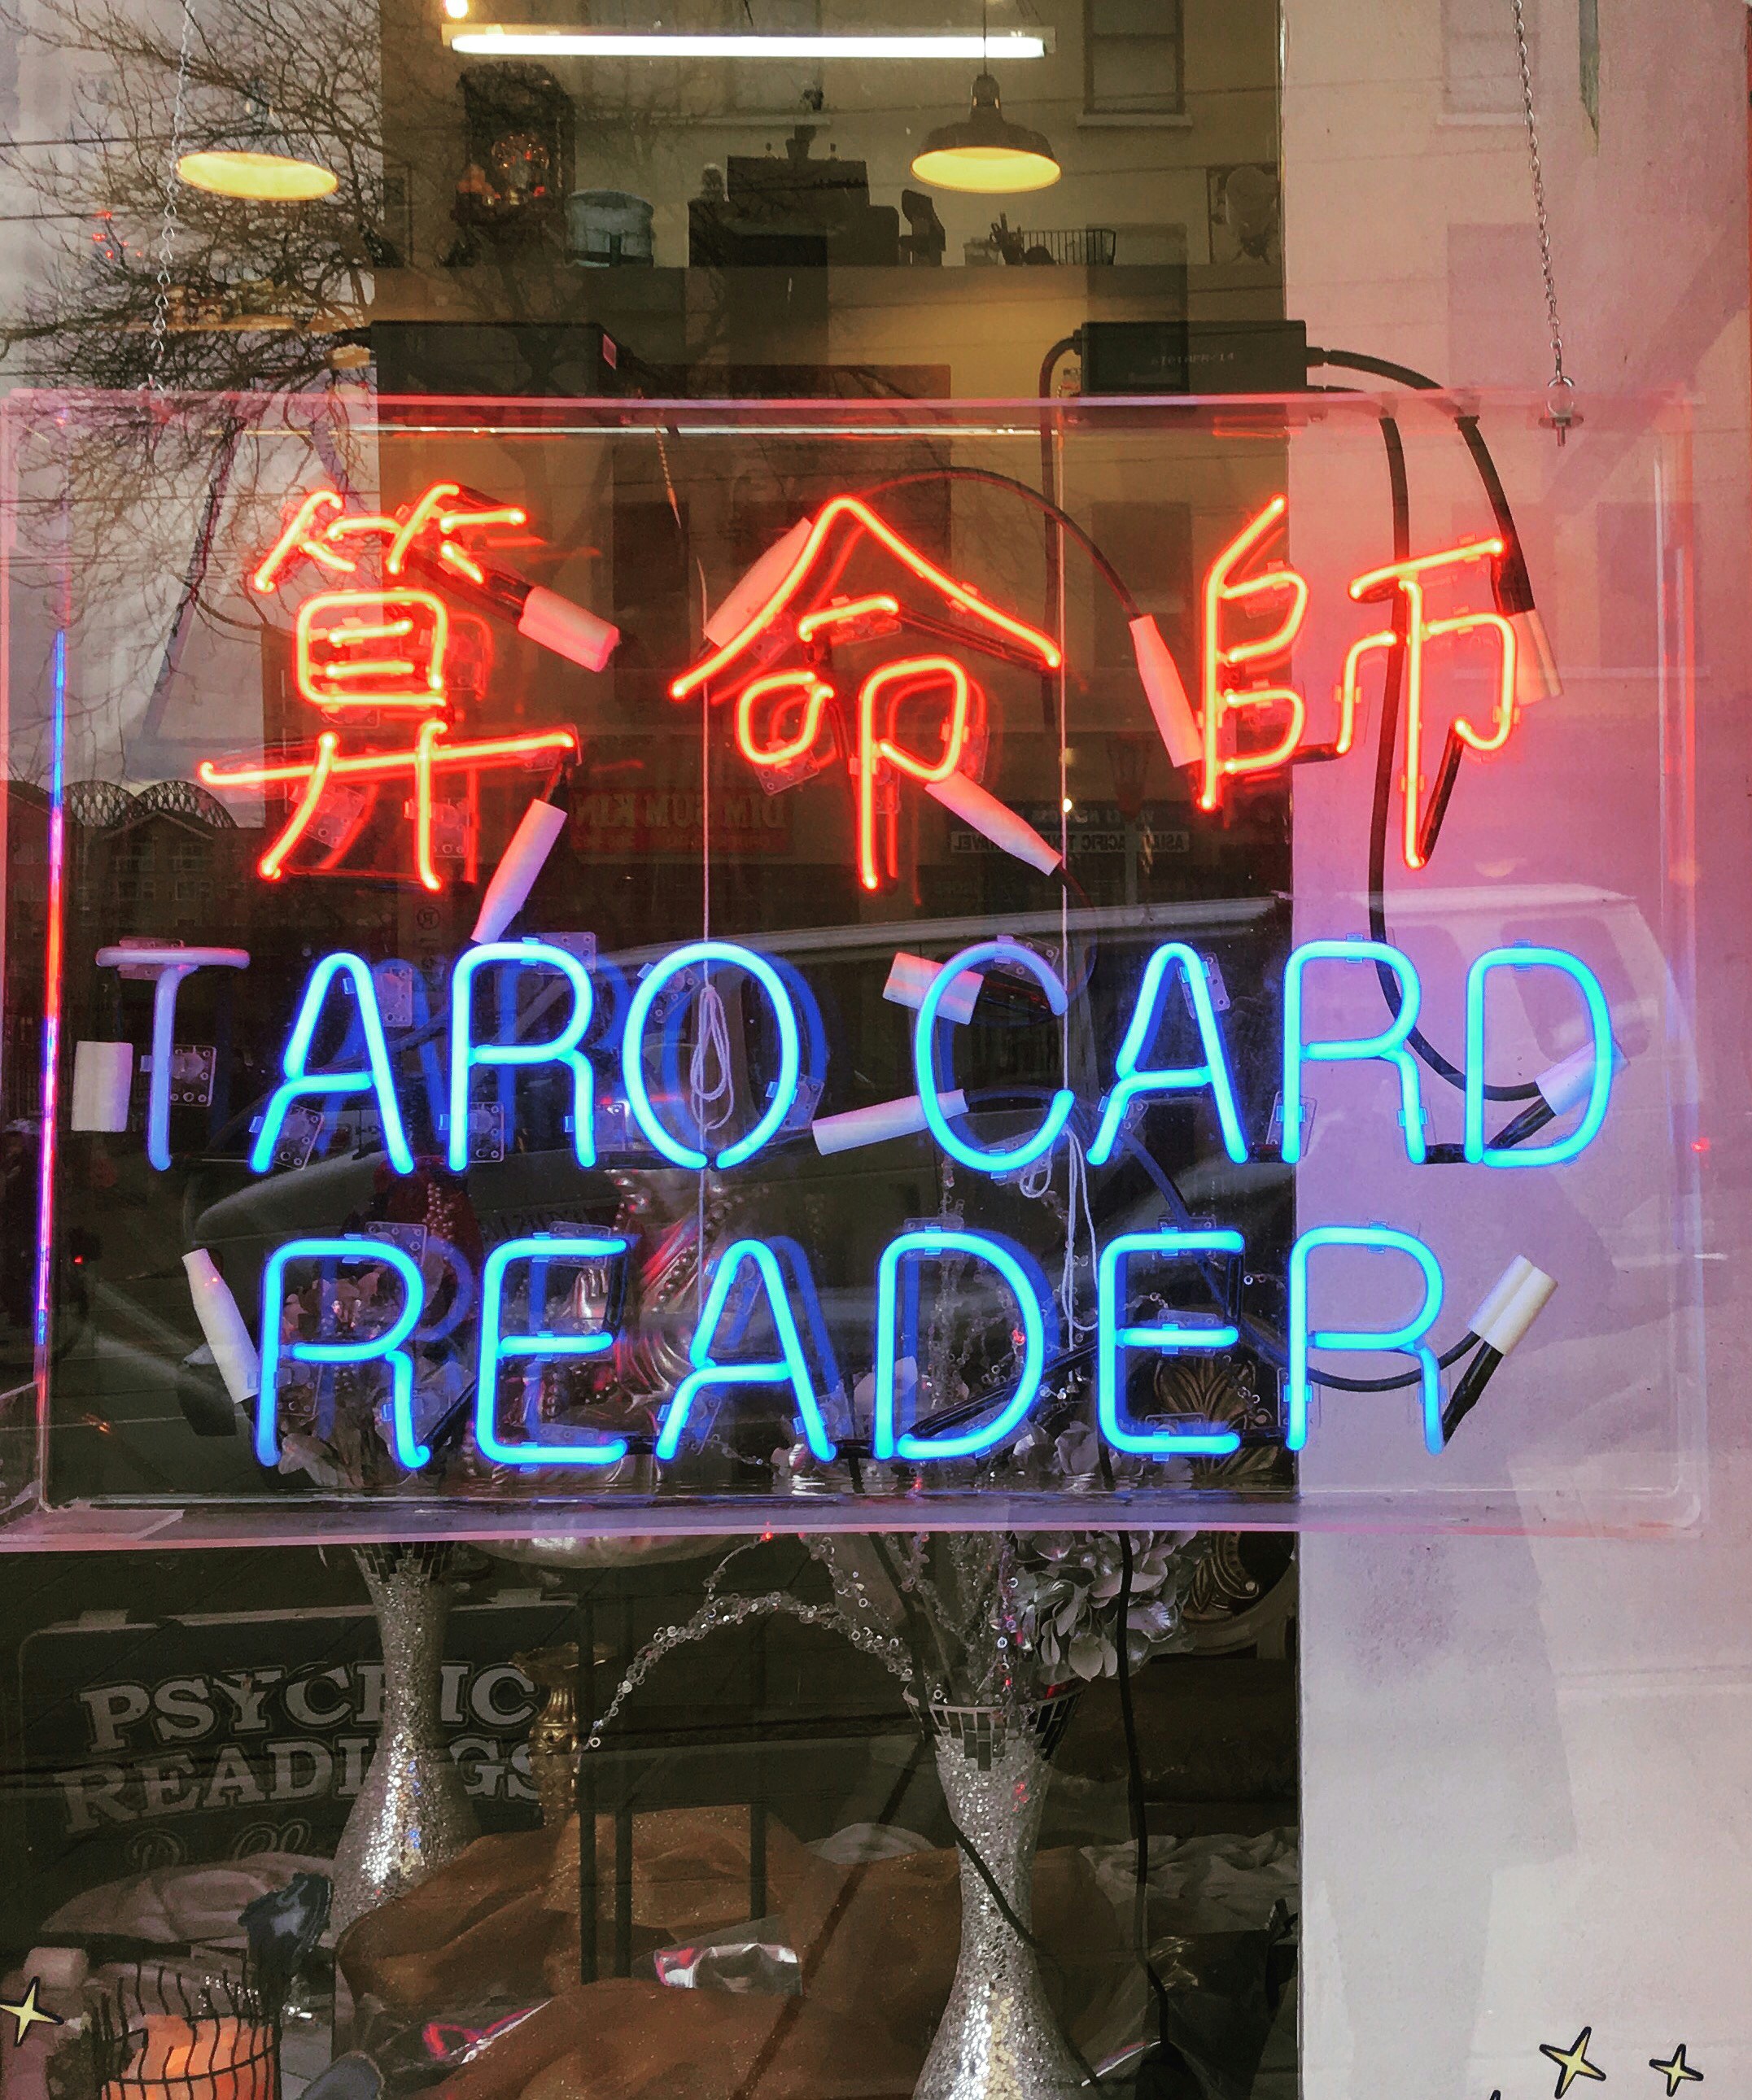 算命師
TARO CARD
READER
PSYCHIC
READINGS